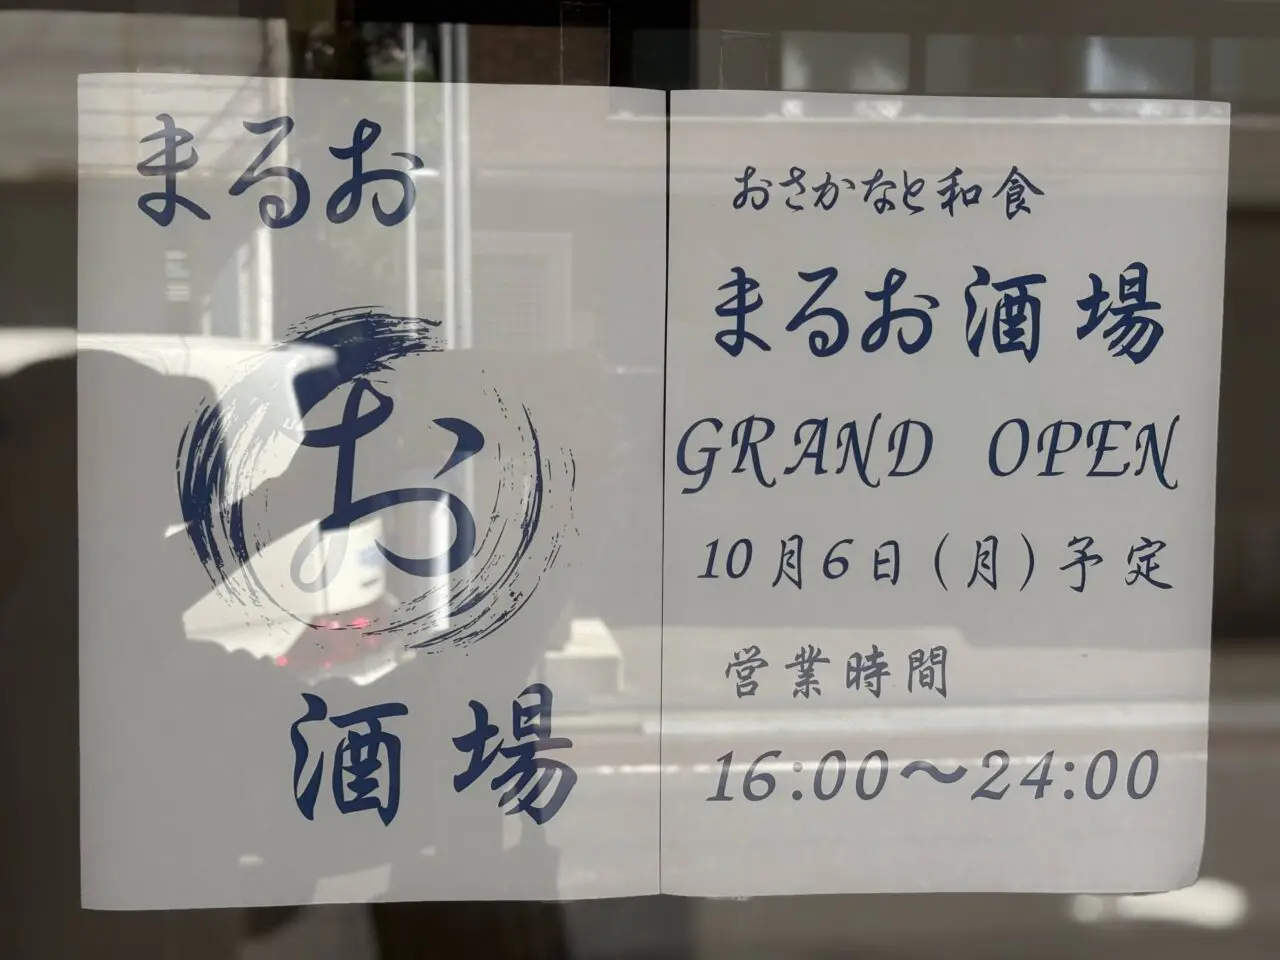 まるお
お
酒場
おさかなと和食
まるお酒場
GRAND OPEN
10月6日(月)予定
営業時間
16:00～24:00